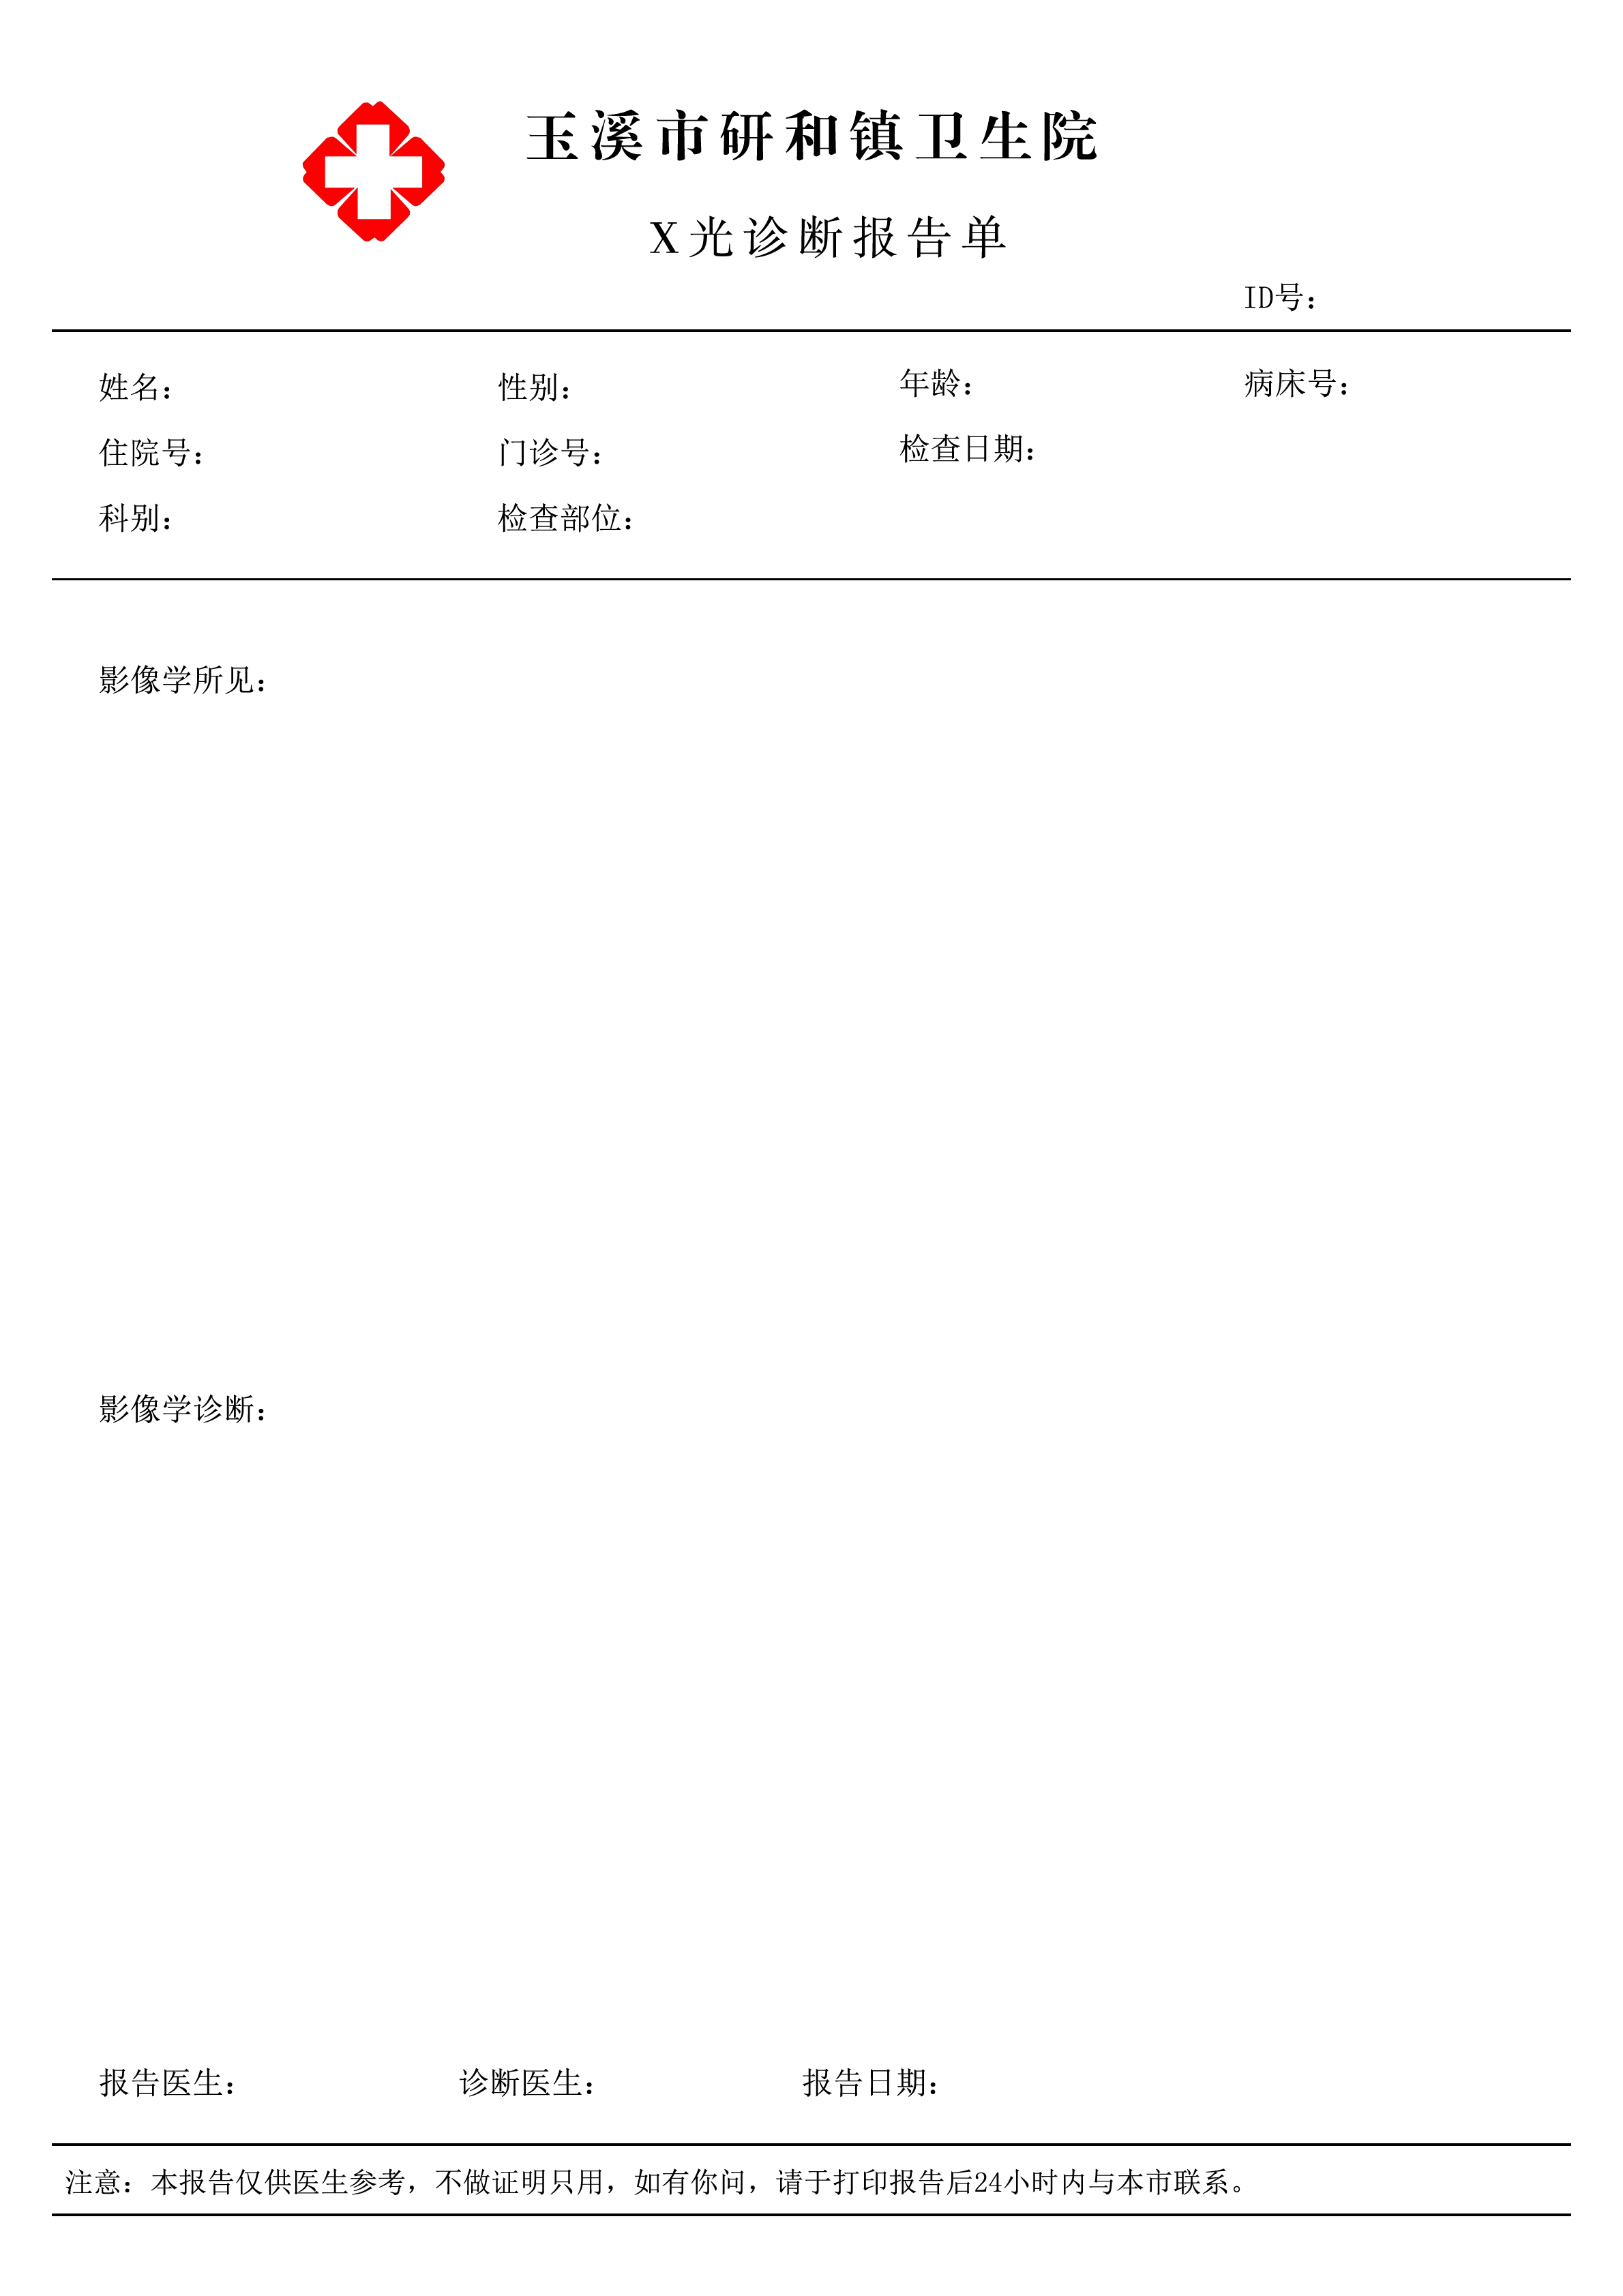 玉溪市研和镇卫生院
X光诊断报告单
ID号：
姓名： 性别： 年龄： 病床号：
住院号： 门诊号： 检查日期：
科别： 检查部位：
影像学所见：
影像学诊断：
报告医生： 诊断医生： 报告日期：
注意：本报告仅供医生参考，不做证明只用，如有你问，请于打印报告后24小时内与本市联系。